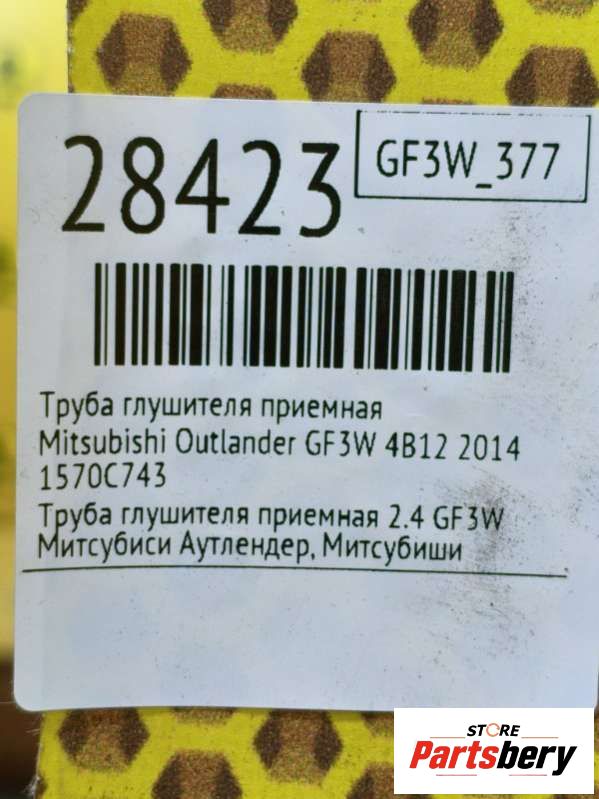 28423
GF3W_377
Труба глушителя приемная
Mitsubishi Outlander GF3W 4B12 2014
1570C743
Труба глушителя приемная 2.4 GF3W
Митсубиси Аутлендер, Митсубиши
STORE
Partsbery